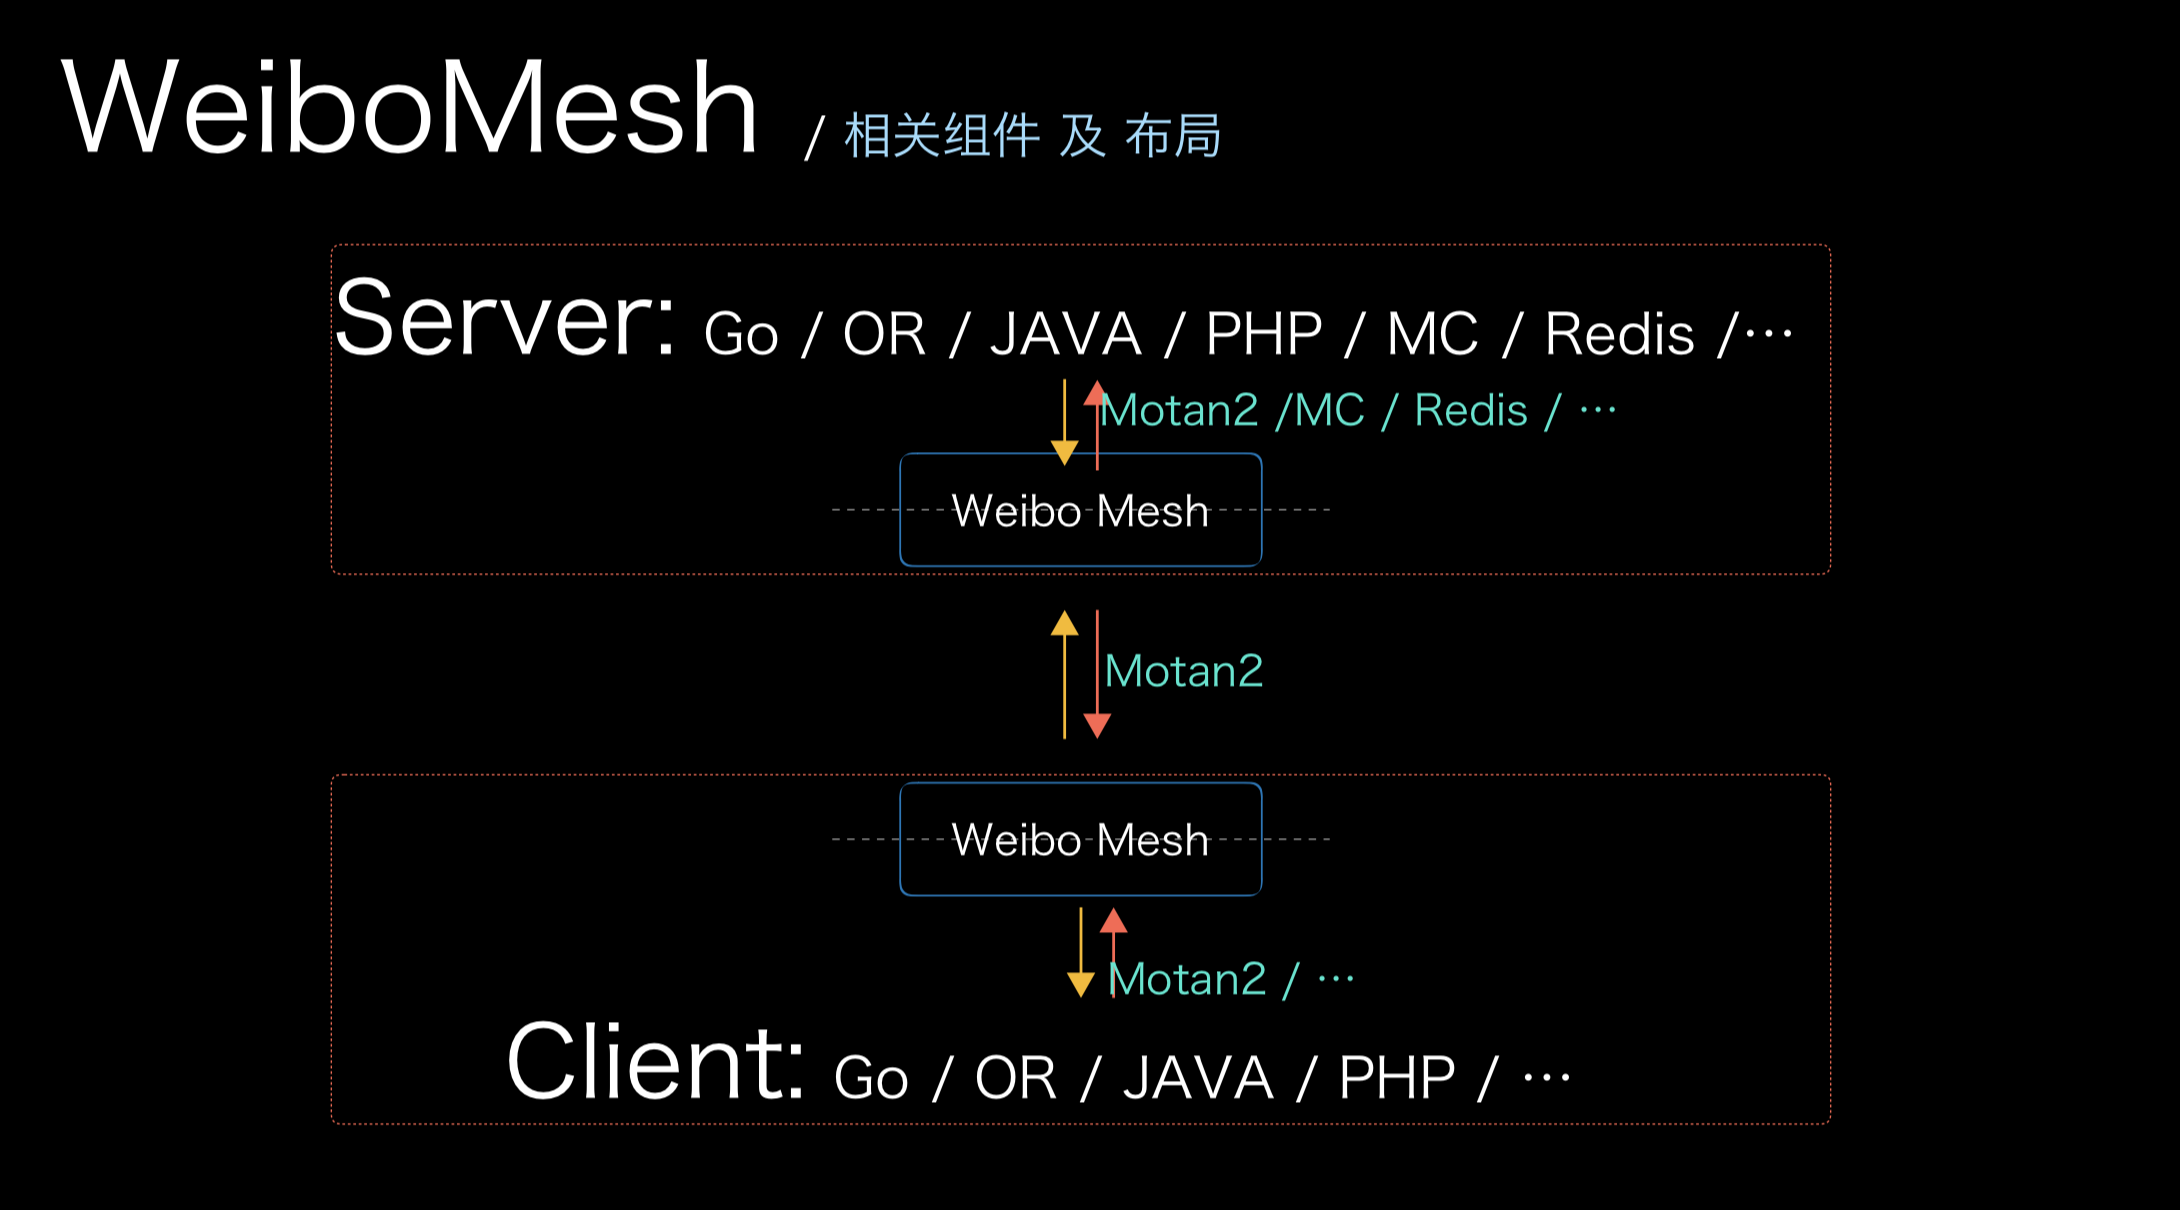 WeiboMesh / 相关组件 及 布局
Server: Go / OR / JAVA / PHP / MC / Redis /···
Motan2 /MC / Redis / ···
Weibo Mesh
Motan2
Weibo Mesh
Motan2 / ···
Client: Go / OR / JAVA / PHP / ···